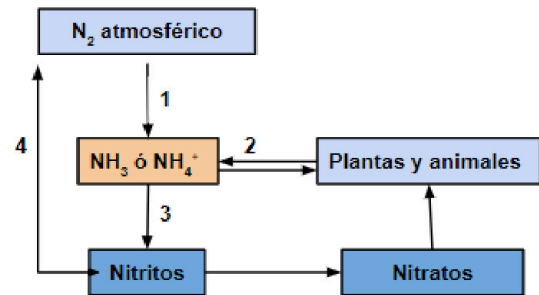 N₂ atmosférico
1
4
NH₃ ó NH₄⁺
2
Plantas y animales
3
Nitritos
Nitratos